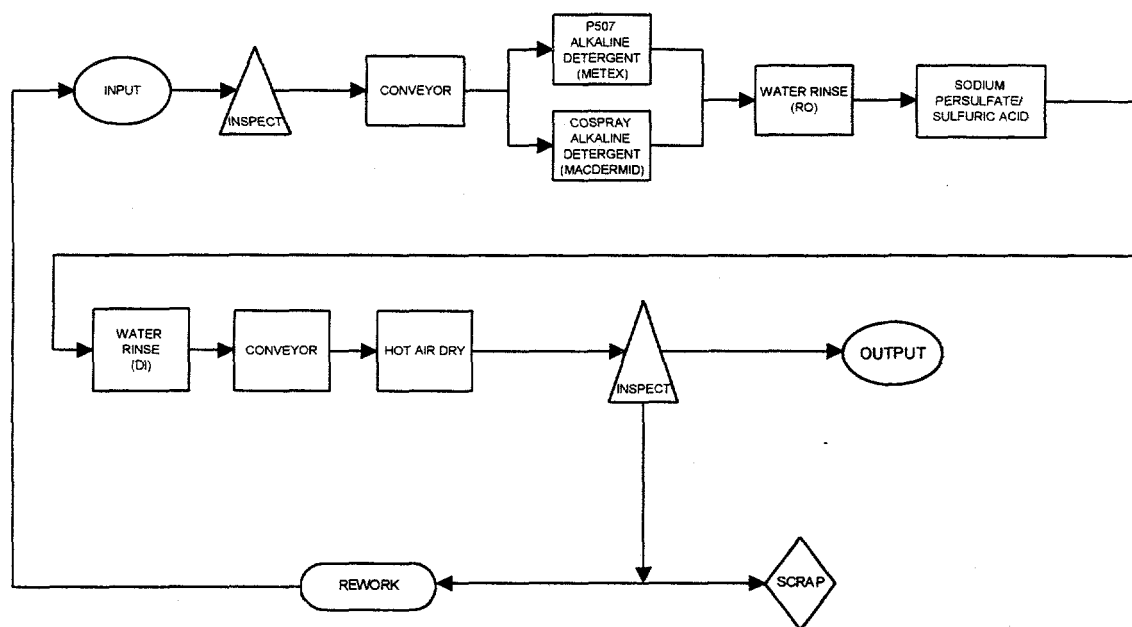 INPUT
INSPECT
CONVEYOR
P507
ALKALINE
DETERGENT
(METEX)
COSPRAY
ALKALINE
DETERGENT
(MACDERMID)
WATER RINSE
(RO)
SODIUM
PERSULFATE/
SULFURIC ACID
WATER
RINSE
(DI)
CONVEYOR
HOT AIR DRY
INSPECT
OUTPUT
REWORK
SCRAP